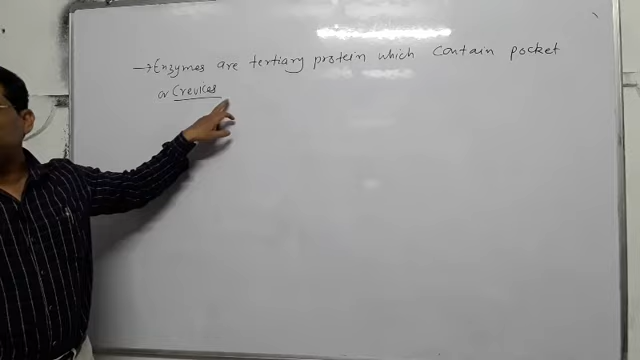 → Enzymes are tertiary protein which contain pocket
or Crevices